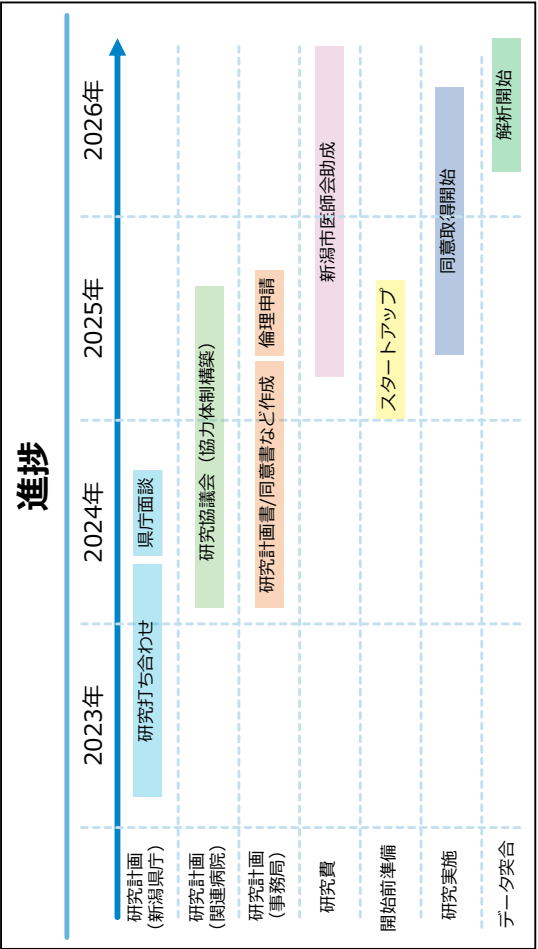 進捗
2023年
2024年
2025年
2026年
研究計画
(新潟県庁)
研究打ち合わせ
県庁面談
研究計画
(関連病院)
研究協議会（協力体制構築）
研究計画
(事務局)
研究計画書/同意書など作成
倫理申請
研究費
新潟市医師会助成
開始前準備
スタートアップ
研究実施
同意取得開始
データ突合
解析開始